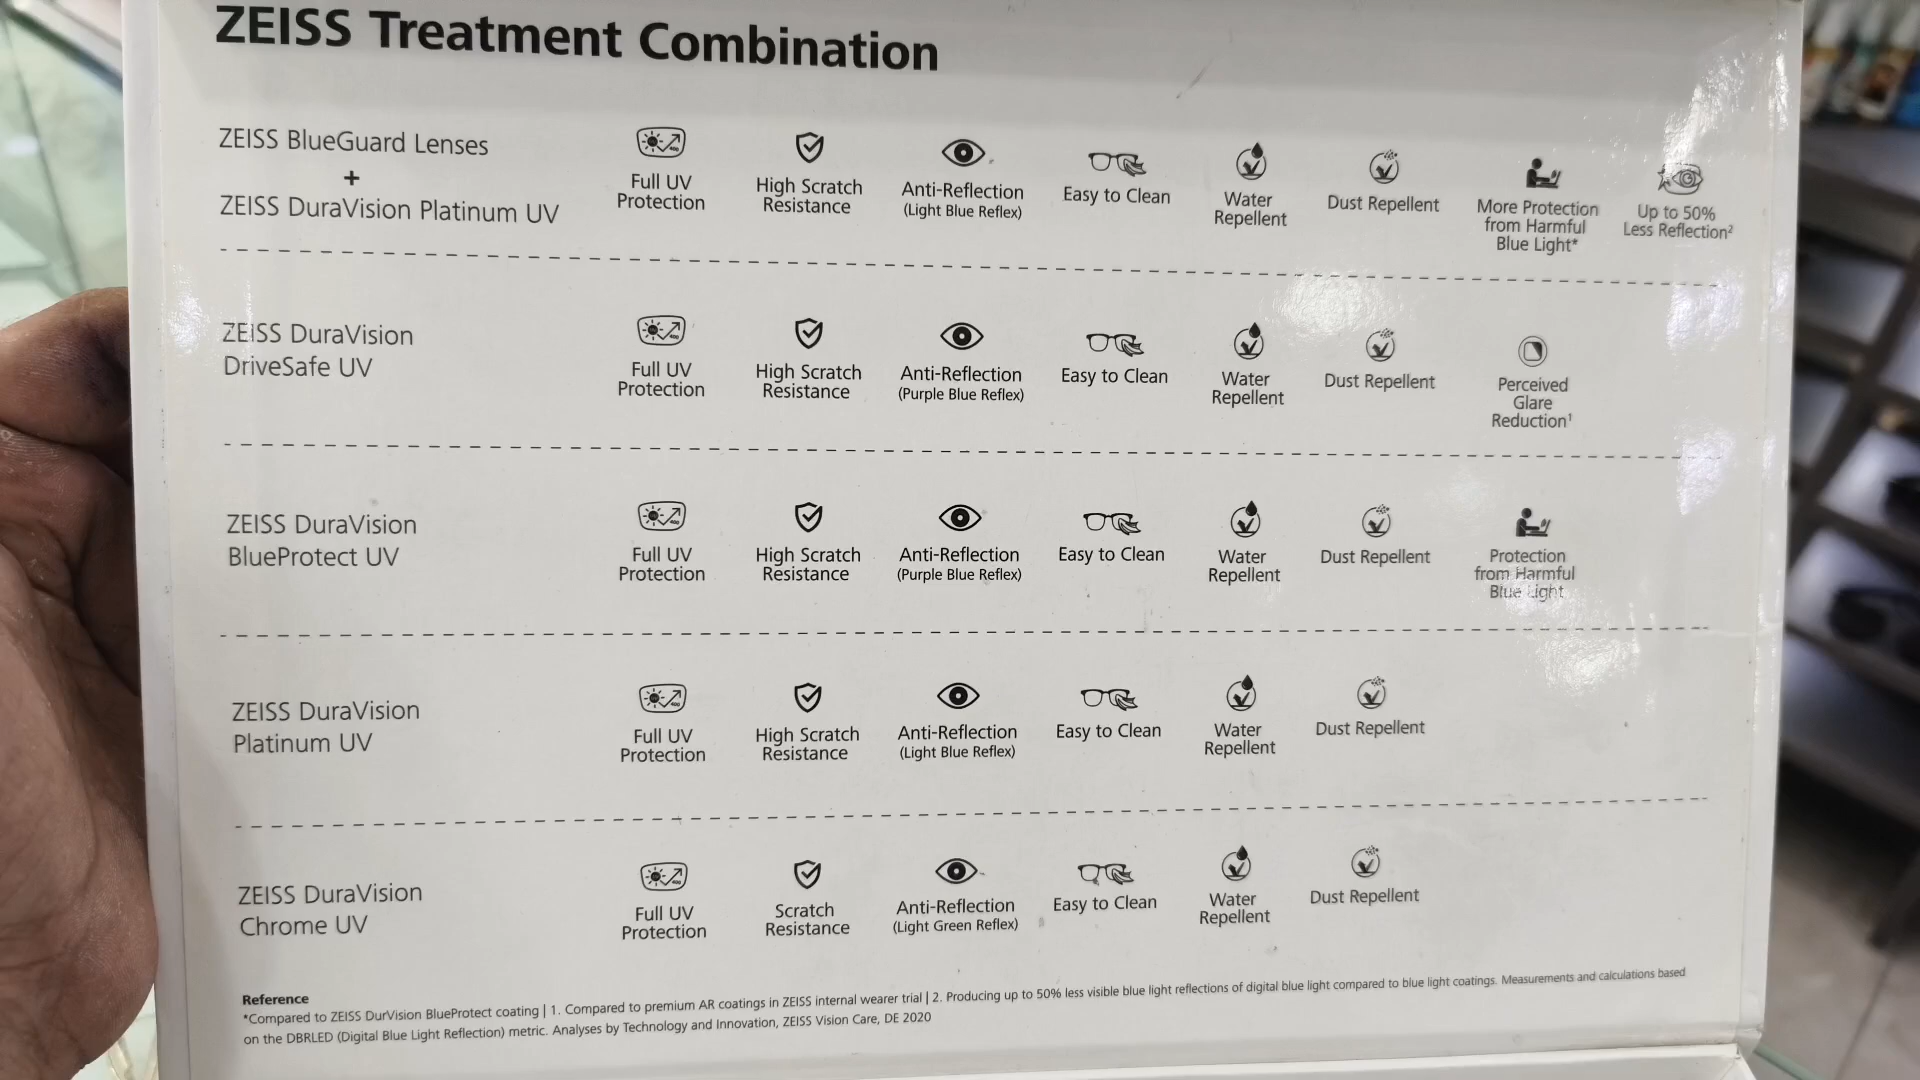 ZEISS Treatment Combination
ZEISS BlueGuard Lenses
+
ZEISS DuraVision Platinum UV
Full UV
Protection
High Scratch
Resistance
Anti-Reflection
(Light Blue Reflex)
Easy to Clean
Water
Repellent
Dust Repellent
More Protection
from Harmful
Blue Light*
Up to 50%
Less Reflection²
ZEISS DuraVision
DriveSafe UV
Full UV
Protection
High Scratch
Resistance
Anti-Reflection
(Purple Blue Reflex)
Easy to Clean
Water
Repellent
Dust Repellent
Perceived
Glare
Reduction¹
ZEISS DuraVision
BlueProtect UV
Full UV
Protection
High Scratch
Resistance
Anti-Reflection
(Purple Blue Reflex)
Easy to Clean
Water
Repellent
Dust Repellent
Protection
from Harmful
Blue Light
ZEISS DuraVision
Platinum UV
Full UV
Protection
High Scratch
Resistance
Anti-Reflection
(Light Blue Reflex)
Easy to Clean
Water
Repellent
Dust Repellent
ZEISS DuraVision
Chrome UV
Full UV
Protection
Scratch
Resistance
Anti-Reflection
(Light Green Reflex)
Easy to Clean
Water
Repellent
Dust Repellent
Reference
*Compared to ZEISS DurVision BlueProtect coating | 1. Compared to premium AR coatings in ZEISS internal wearer trial | 2. Producing up to 50% less visible blue light reflections of digital blue light compared to blue light coatings. Measurements and calculations based
on the DBRLED (Digital Blue Light Reflection) metric. Analyses by Technology and Innovation, ZEISS Vision Care, DE 2020